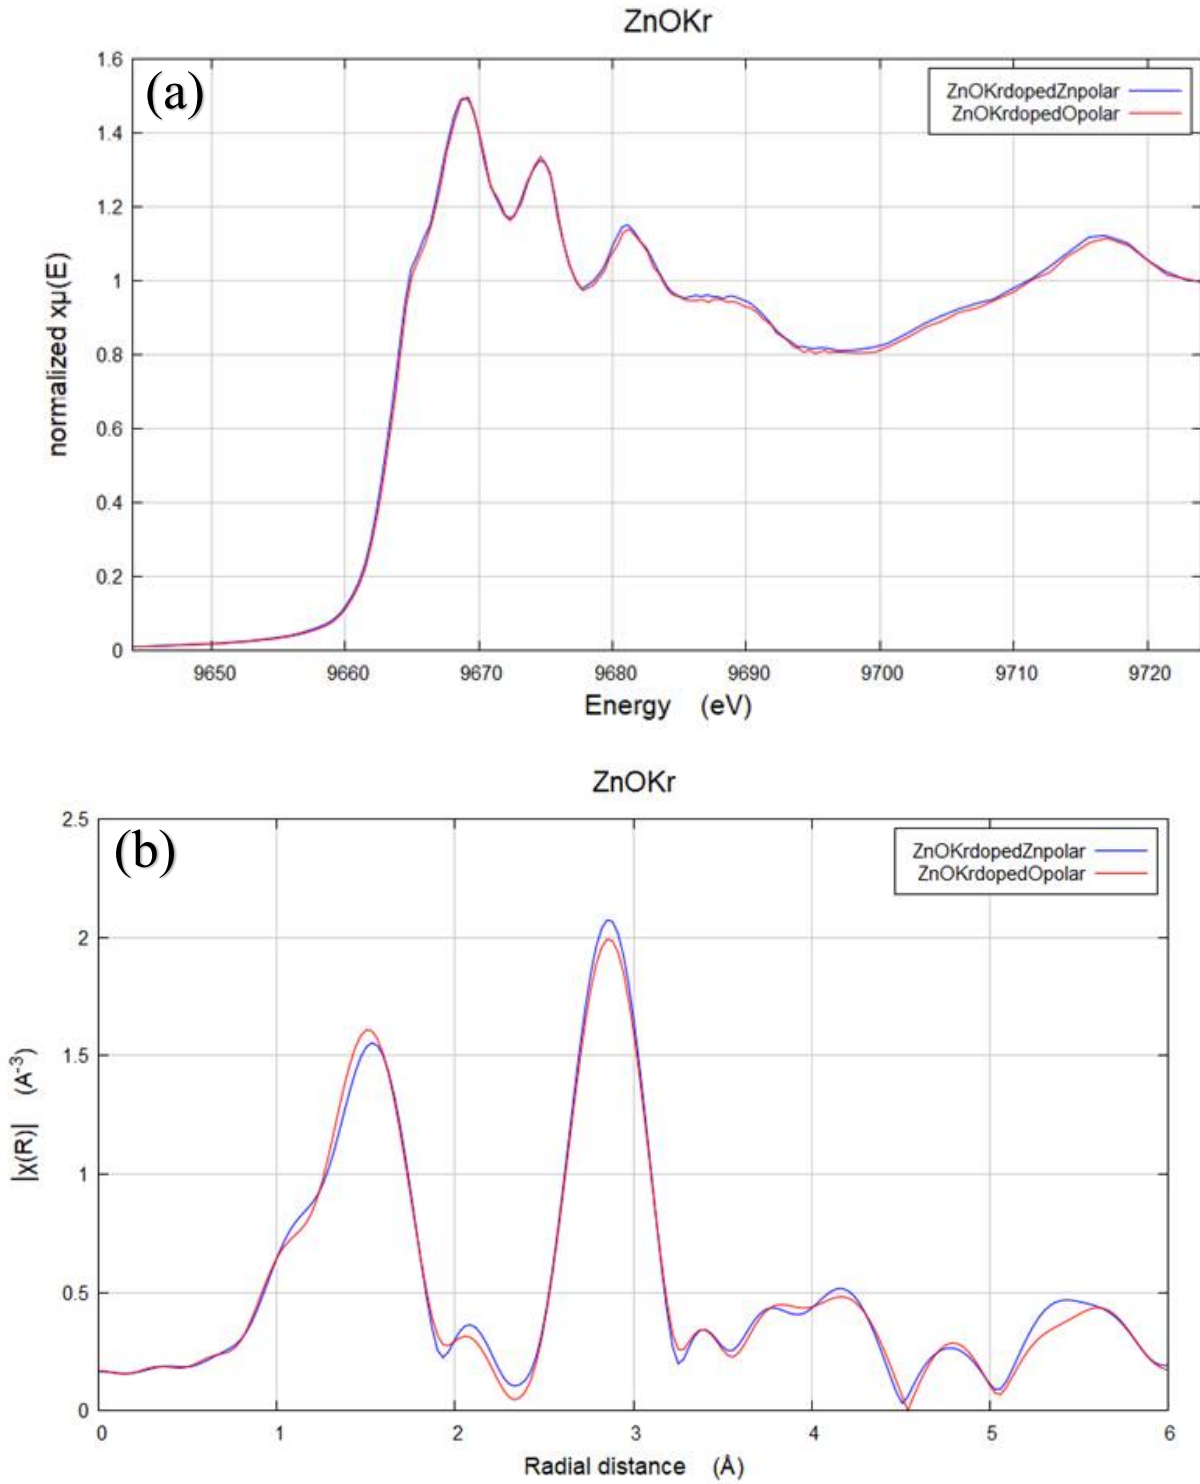 ZnOKr
(a)
ZnOKrdopedZnpolar
ZnOKrdopedOpolar
normalized xμ(E)
1.6
1.4
1.2
1
0.8
0.6
0.4
0.2
0
9650 9660 9670 9680 9690 9700 9710 9720
Energy (eV)
ZnOKr
(b)
ZnOKrdopedZnpolar
ZnOKrdopedOpolar
|χ(R)| (A⁻³)
2.5
2
1.5
1
0.5
0
0 1 2 3 4 5 6
Radial distance (Å)